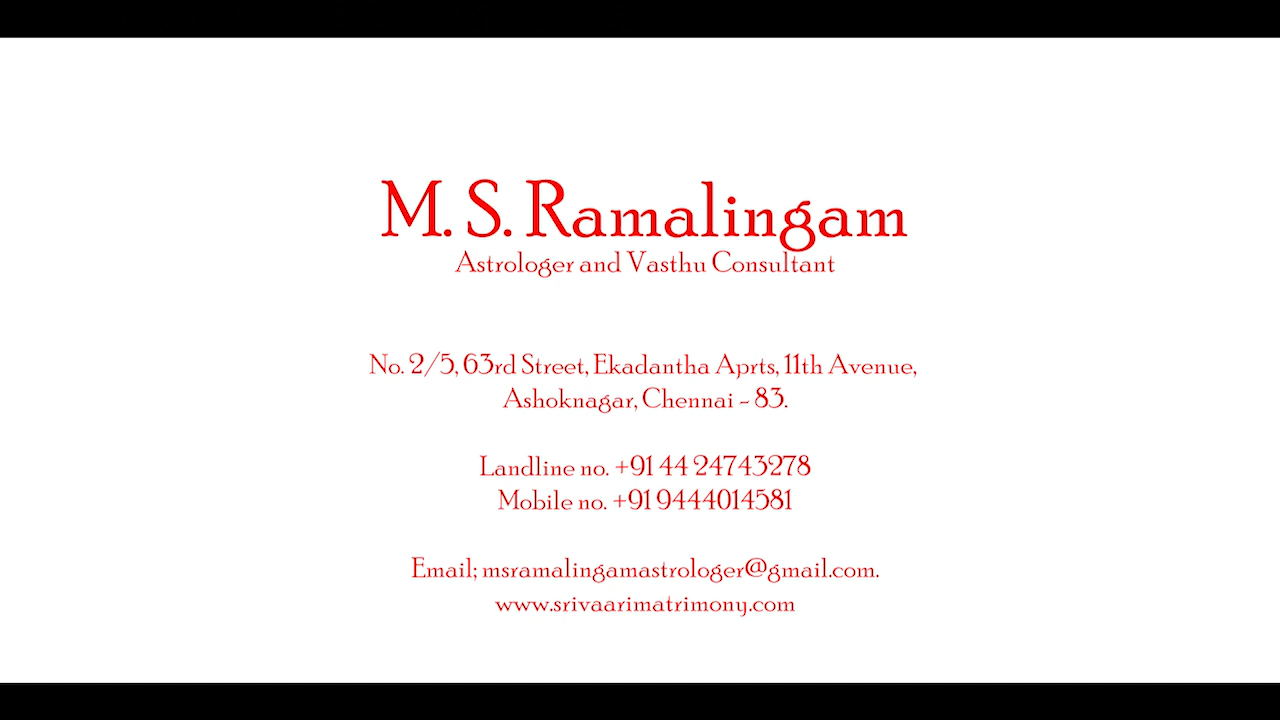 M. S. Ramalingam
Astrologer and Vasthu Consultant
No. 2/5, 63rd Street, Ekadantha Aprts, 11th Avenue,
Ashoknagar, Chennai - 83.
Landline no. +91 44 24743278
Mobile no. +91 9444014581
Email; msramalingamastrologer@gmail.com.
www.srivaarimatrimony.com